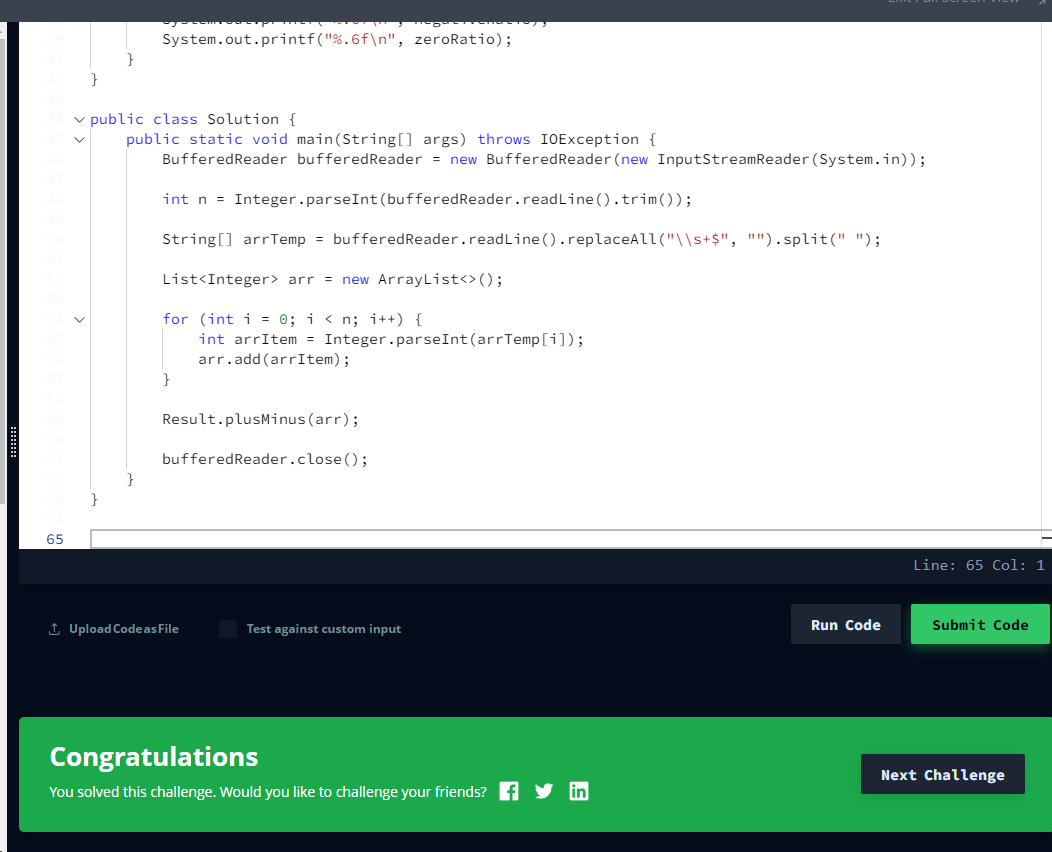 Exit Full Screen View
System.out.printf("%.6f\n", negativeRatio);
40 System.out.printf("%.6f\n", zeroRatio);
41 }
42 }
43
44 public class Solution {
45 public static void main(String[] args) throws IOException {
46 BufferedReader bufferedReader = new BufferedReader(new InputStreamReader(System.in));
47
48 int n = Integer.parseInt(bufferedReader.readLine().trim());
49
50 String[] arrTemp = bufferedReader.readLine().replaceAll("\\s+$", "").split(" ");
51
52 List<Integer> arr = new ArrayList<>();
53
54 for (int i = 0; i < n; i++) {
55 int arrItem = Integer.parseInt(arrTemp[i]);
56 arr.add(arrItem);
57 }
58
59 Result.plusMinus(arr);
60
61 bufferedReader.close();
62 }
63 }
64
65
Line: 65 Col: 1
Upload Code as File
Test against custom input
Run Code
Submit Code
Congratulations
You solved this challenge. Would you like to challenge your friends?
Next Challenge